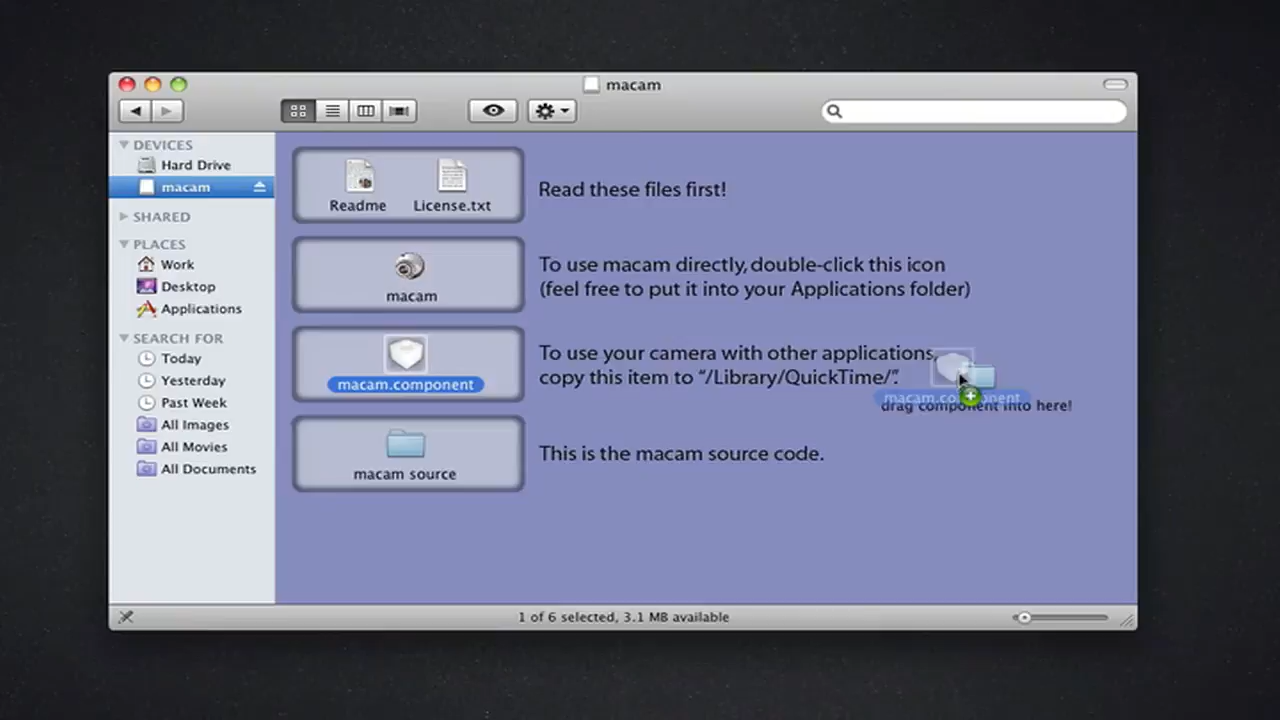 macam
DEVICES
Hard Drive
macam
SHARED
PLACES
Work
Desktop
Applications
SEARCH FOR
Today
Yesterday
Past Week
All Images
All Movies
All Documents
Readme
License.txt
Read these files first!
macam
To use macam directly, double-click this icon
(feel free to put it into your Applications folder)
macam.component
To use your camera with other applications,
copy this item to “/Library/QuickTime/”.
macam.component
drag component into here!
macam source
This is the macam source code.
1 of 6 selected, 3.1 MB available